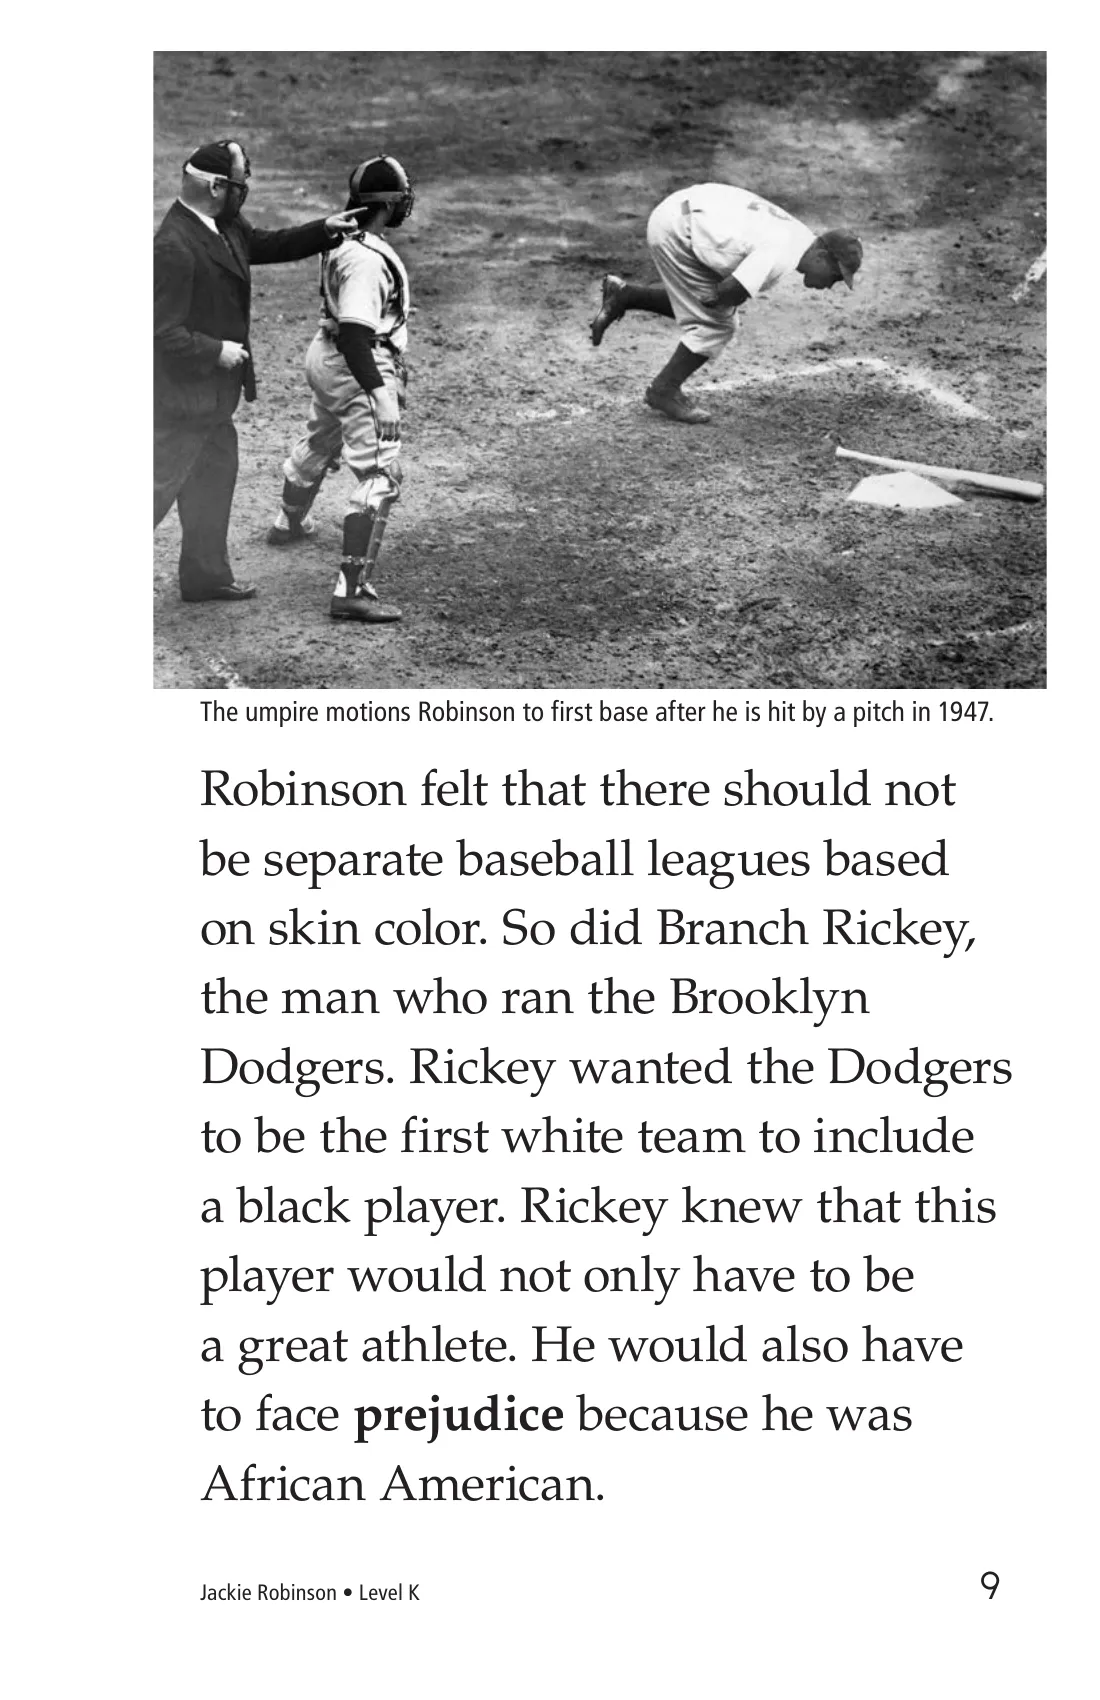 The umpire motions Robinson to first base after he is hit by a pitch in 1947.
Robinson felt that there should not
be separate baseball leagues based
on skin color. So did Branch Rickey,
the man who ran the Brooklyn
Dodgers. Rickey wanted the Dodgers
to be the first white team to include
a black player. Rickey knew that this
player would not only have to be
a great athlete. He would also have
to face prejudice because he was
African American.
Jackie Robinson • Level K
9